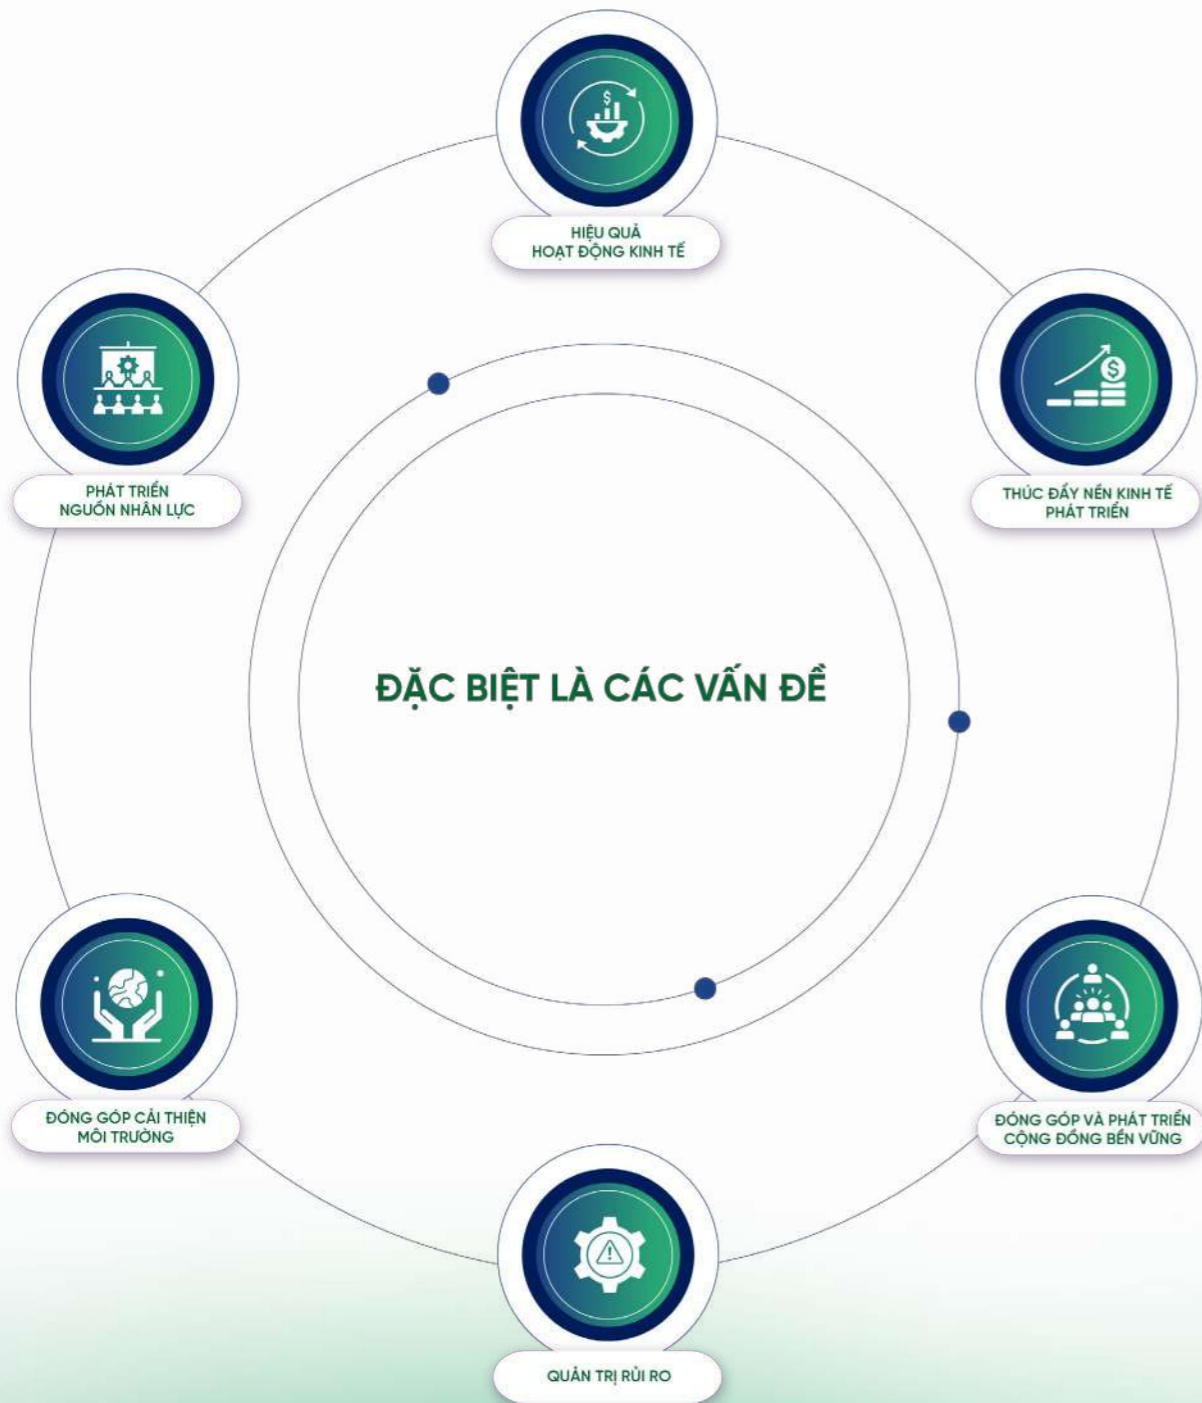 HIỆU QUẢ
HOẠT ĐỘNG KINH TẾ
PHÁT TRIỂN
NGUỒN NHÂN LỰC
THÚC ĐẨY NỀN KINH TẾ
PHÁT TRIỂN
ĐẶC BIỆT LÀ CÁC VẤN ĐỀ
ĐÓNG GÓP CẢI THIỆN
MÔI TRƯỜNG
ĐÓNG GÓP VÀ PHÁT TRIỂN
CỘNG ĐỒNG BỀN VỮNG
QUẢN TRỊ RỦI RO